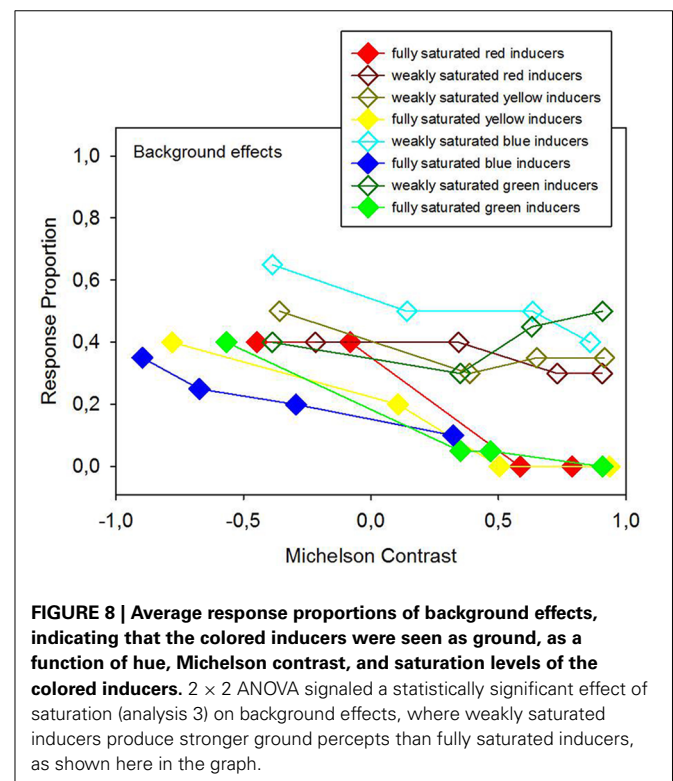 fully saturated red inducers
weakly saturated red inducers
weakly saturated yellow inducers
fully saturated yellow inducers
weakly saturated blue inducers
fully saturated blue inducers
weakly saturated green inducers
fully saturated green inducers
Background effects
1,0
0,8
0,6
0,4
0,2
0,0
Response Proportion
-1,0 -0,5 0,0 0,5 1,0
Michelson Contrast
FIGURE 8 | Average response proportions of background effects,
indicating that the colored inducers were seen as ground, as a
function of hue, Michelson contrast, and saturation levels of the
colored inducers. 2 × 2 ANOVA signaled a statistically significant effect of
saturation (analysis 3) on background effects, where weakly saturated
inducers produce stronger ground percepts than fully saturated inducers,
as shown here in the graph.